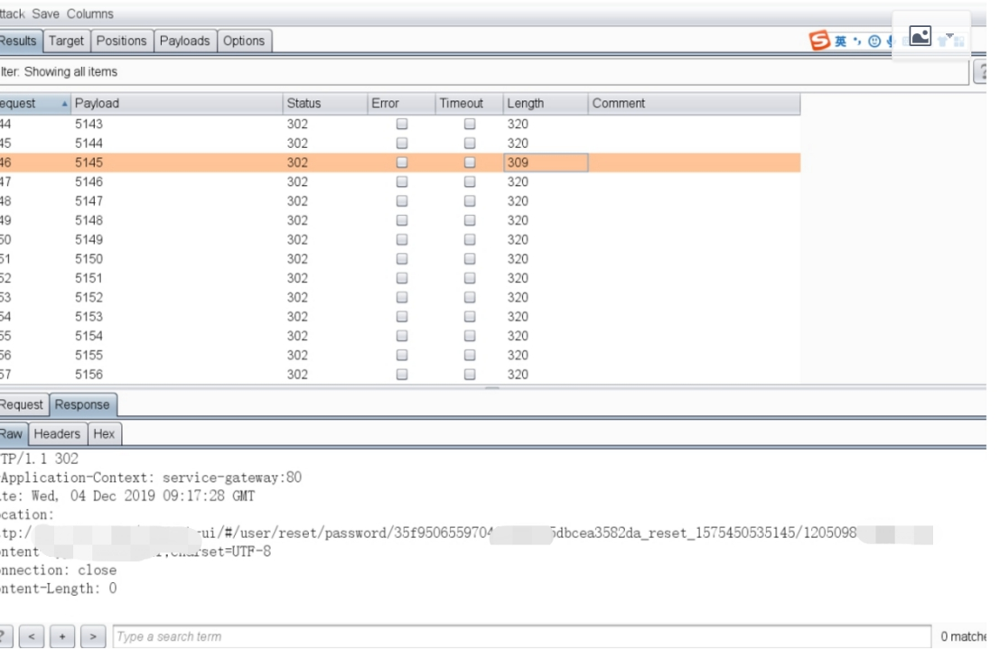 ttack Save Columns
Results Target Positions Payloads Options
英
lter: Showing all items
?
equest Payload Status Error Timeout Length Comment
44 5143 302 320
45 5144 302 320
46 5145 302 309
47 5146 302 320
48 5147 302 320
49 5148 302 320
50 5149 302 320
51 5150 302 320
52 5151 302 320
53 5152 302 320
54 5153 302 320
55 5154 302 320
56 5155 302 320
57 5156 302 320
Request Response
Raw Headers Hex
TP/1.1 302
Application-Context: service-gateway:80
te: Wed, 04 Dec 2019 09:17:28 GMT
cation:
tp:/ -ui/#/user/reset/password/35f9506559704 5dbcea3582da_reset_1575450535145/1205098
ontent ;charset=UTF-8
onnection: close
ontent-Length: 0
? < + > Type a search term 0 matche